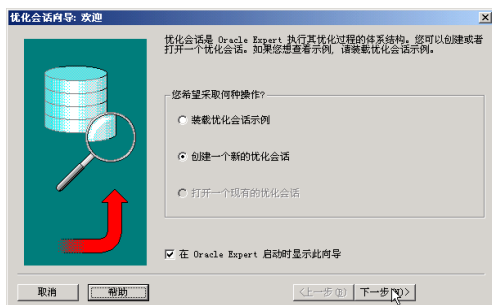 优化会话向导: 欢迎
优化会话是 Oracle Expert 执行其优化过程的体系结构。您可以创建或者
打开一个优化会话。如果您想查看示例，请装载优化会话示例。
您希望采取何种操作?
装载优化会话示例
创建一个新的优化会话
打开一个现有的优化会话
在 Oracle Expert 启动时显示此向导
取消 帮助 <上一步(B) 下一步(N)>